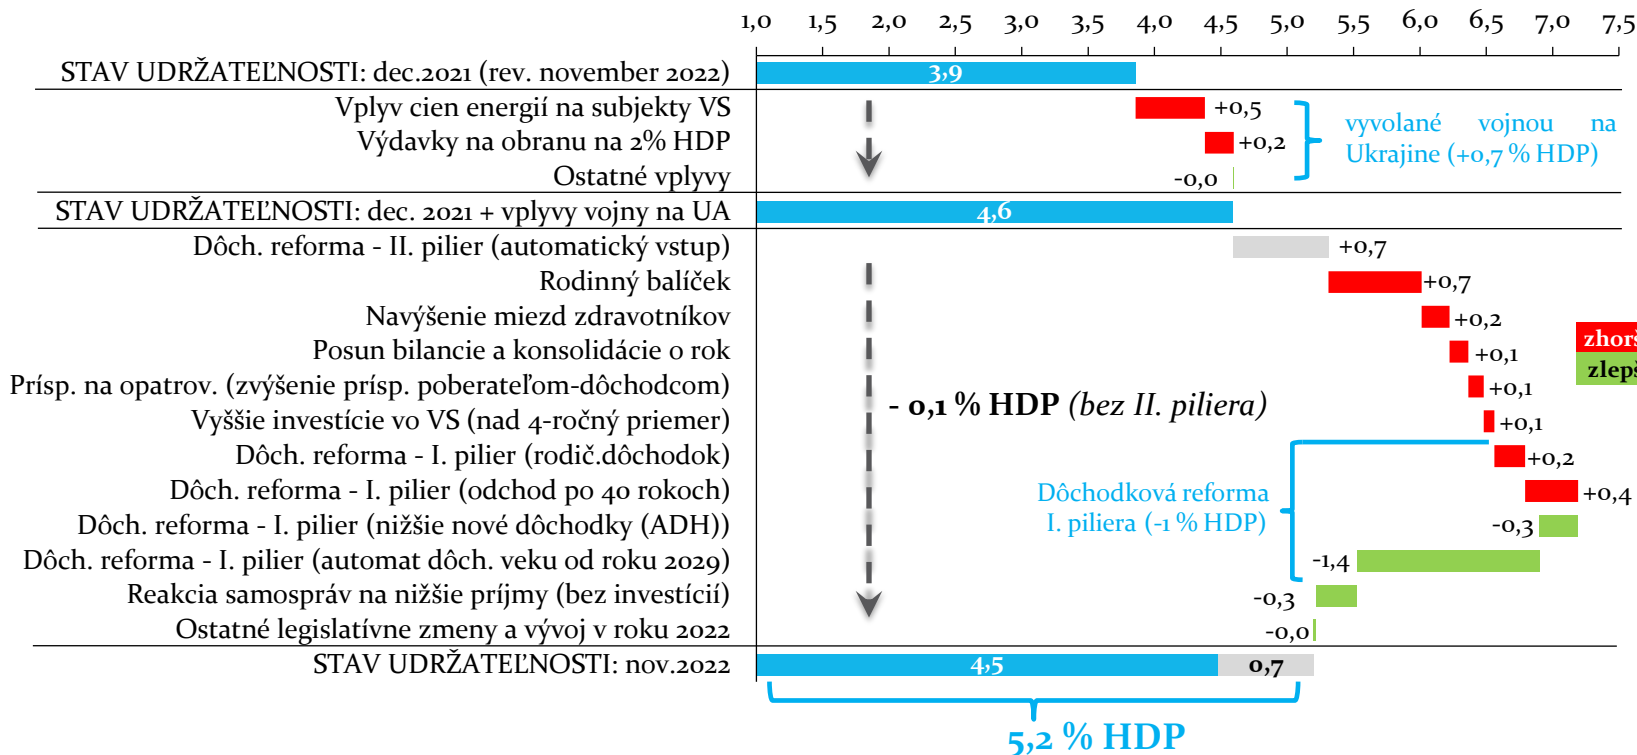 1,0 1,5 2,0 2,5 3,0 3,5 4,0 4,5 5,0 5,5 6,0 6,5 7,0 7,5
STAV UDRŽATEĽNOSTI: dec.2021 (rev. november 2022) 3,9
Vplyv cien energií na subjekty VS +0,5
Výdavky na obranu na 2% HDP +0,2
Ostatné vplyvy -0,0
vyvolané vojnou na
Ukrajine (+0,7 % HDP)
STAV UDRŽATEĽNOSTI: dec. 2021 + vplyvy vojny na UA 4,6
Dôch. reforma - II. pilier (automatický vstup) +0,7
Rodinný balíček +0,7
Navýšenie miezd zdravotníkov +0,2
Posun bilancie a konsolidácie o rok +0,1
Prísp. na opatrov. (zvýšenie prísp. poberateľom-dôchodcom) +0,1
Vyššie investície vo VS (nad 4-ročný priemer) +0,1
Dôch. reforma - I. pilier (rodič.dôchodok) +0,2
Dôch. reforma - I. pilier (odchod po 40 rokoch) +0,4
Dôch. reforma - I. pilier (nižšie nové dôchodky (ADH)) -0,3
Dôch. reforma - I. pilier (automat dôch. veku od roku 2029) -1,4
Reakcia samospráv na nižšie príjmy (bez investícií) -0,3
Ostatné legislatívne zmeny a vývoj v roku 2022 -0,0
- 0,1 % HDP (bez II. piliera)
Dôchodková reforma
I. piliera (-1 % HDP)
zhorš
zlepš
STAV UDRŽATEĽNOSTI: nov.2022 4,5 0,7
5,2 % HDP